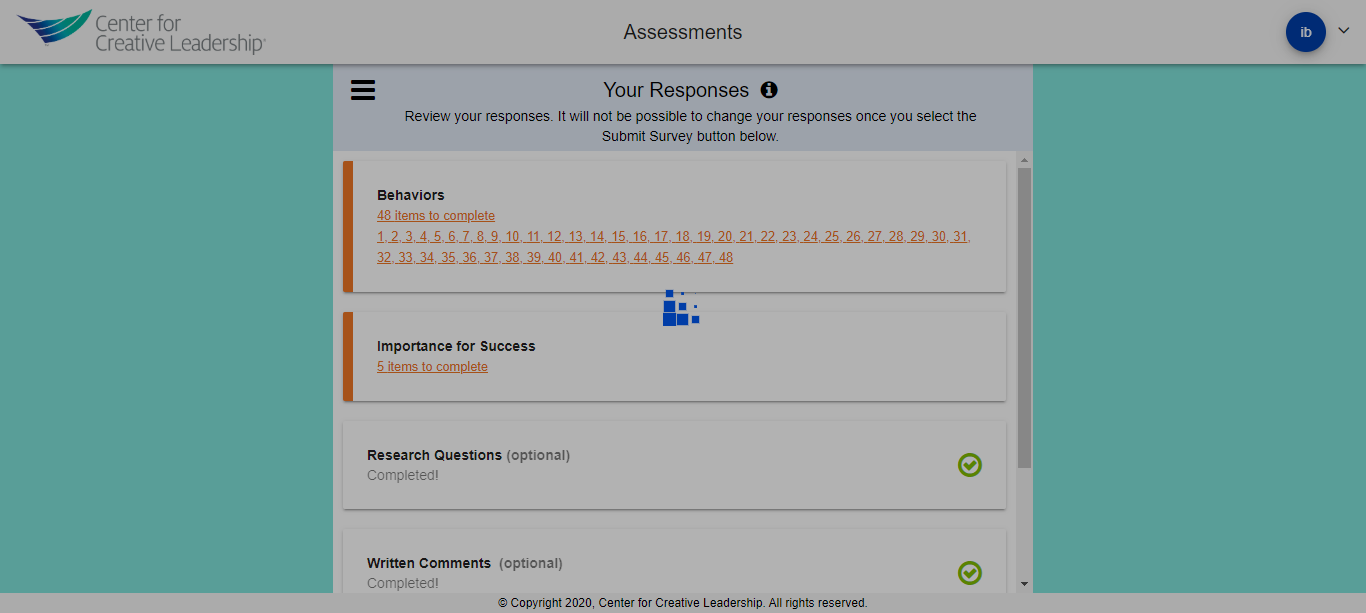 Center for
Creative Leadership®
Assessments
ib
Your Responses
Review your responses. It will not be possible to change your responses once you select the
Submit Survey button below.
Behaviors
48 items to complete
1, 2, 3, 4, 5, 6, 7, 8, 9, 10, 11, 12, 13, 14, 15, 16, 17, 18, 19, 20, 21, 22, 23, 24, 25, 26, 27, 28, 29, 30, 31,
32, 33, 34, 35, 36, 37, 38, 39, 40, 41, 42, 43, 44, 45, 46, 47, 48
Importance for Success
5 items to complete
Research Questions (optional)
Completed!
Written Comments (optional)
Completed!
© Copyright 2020, Center for Creative Leadership. All rights reserved.